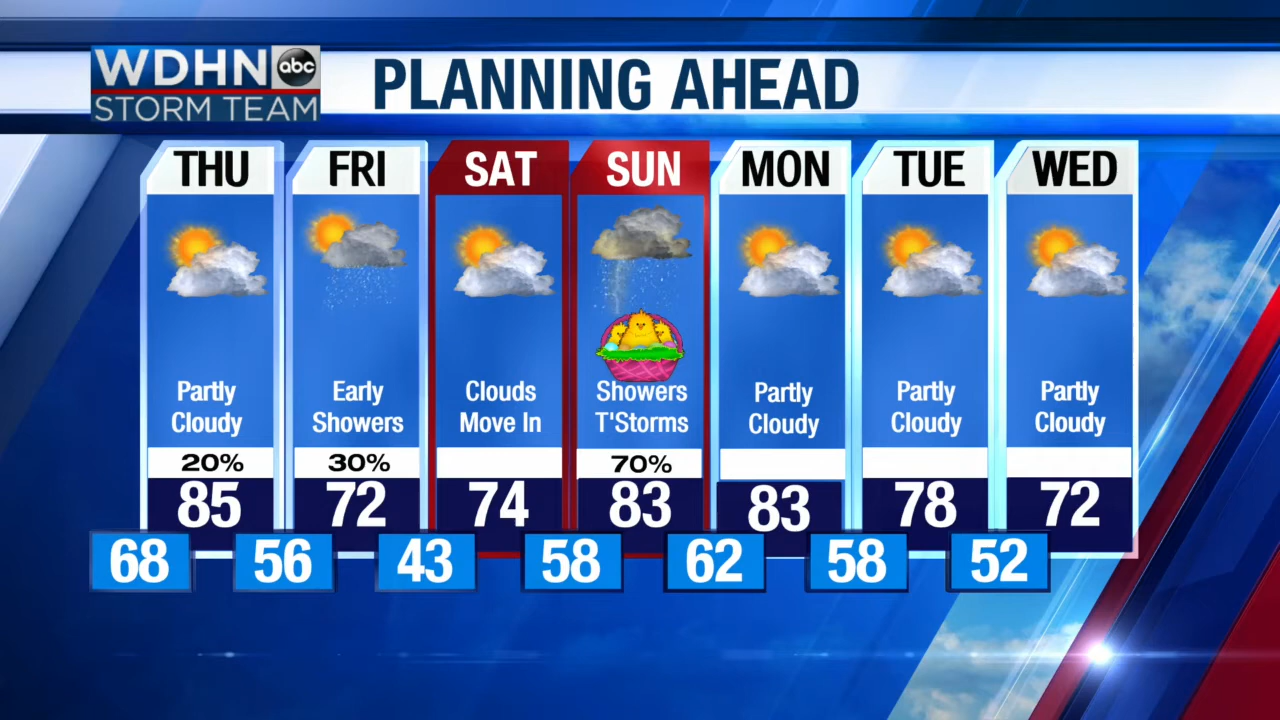 WDHN abc
STORM TEAM
PLANNING AHEAD
THU
FRI
SAT
SUN
MON
TUE
WED
Partly
Cloudy
Early
Showers
Clouds
Move In
Showers
T'Storms
Partly
Cloudy
Partly
Cloudy
Partly
Cloudy
20%
30%
70%
85
72
74
83
83
78
72
68
56
43
58
62
58
52